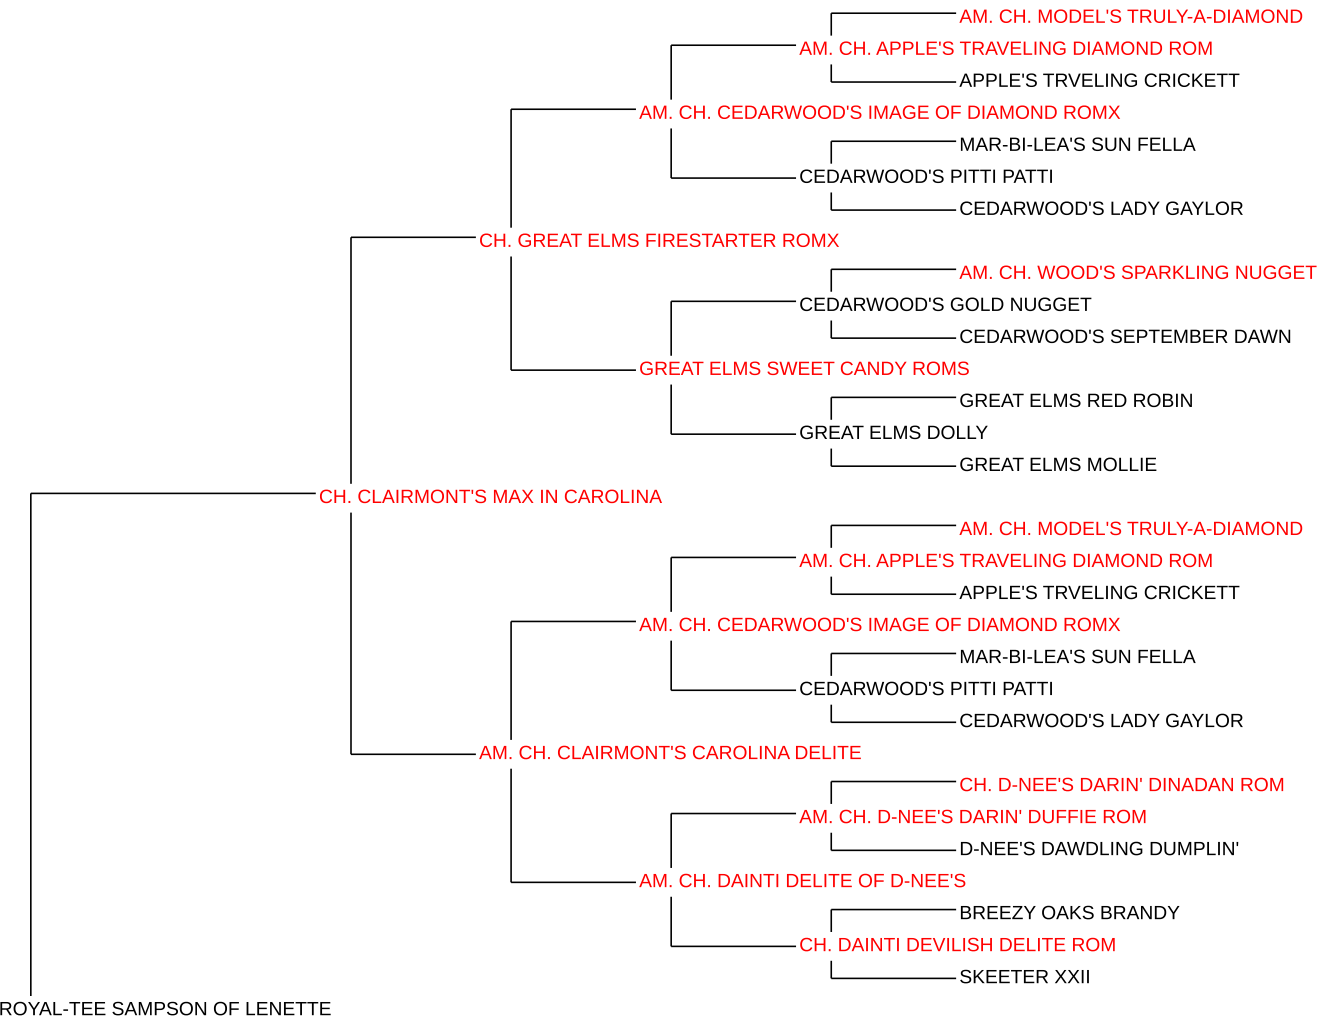 AM. CH. MODEL'S TRULY-A-DIAMOND
AM. CH. APPLE'S TRAVELING DIAMOND ROM
APPLE'S TRVELING CRICKETT
AM. CH. CEDARWOOD'S IMAGE OF DIAMOND ROMX
MAR-BI-LEA'S SUN FELLA
CEDARWOOD'S PITTI PATTI
CEDARWOOD'S LADY GAYLOR
CH. GREAT ELMS FIRESTARTER ROMX
AM. CH. WOOD'S SPARKLING NUGGET
CEDARWOOD'S GOLD NUGGET
CEDARWOOD'S SEPTEMBER DAWN
GREAT ELMS SWEET CANDY ROMS
GREAT ELMS RED ROBIN
GREAT ELMS DOLLY
GREAT ELMS MOLLIE
CH. CLAIRMONT'S MAX IN CAROLINA
AM. CH. MODEL'S TRULY-A-DIAMOND
AM. CH. APPLE'S TRAVELING DIAMOND ROM
APPLE'S TRVELING CRICKETT
AM. CH. CEDARWOOD'S IMAGE OF DIAMOND ROMX
MAR-BI-LEA'S SUN FELLA
CEDARWOOD'S PITTI PATTI
CEDARWOOD'S LADY GAYLOR
AM. CH. CLAIRMONT'S CAROLINA DELITE
CH. D-NEE'S DARIN' DINADAN ROM
AM. CH. D-NEE'S DARIN' DUFFIE ROM
D-NEE'S DAWDLING DUMPLIN'
AM. CH. DAINTI DELITE OF D-NEE'S
BREEZY OAKS BRANDY
CH. DAINTI DEVILISH DELITE ROM
SKEETER XXII
ROYAL-TEE SAMPSON OF LENETTE